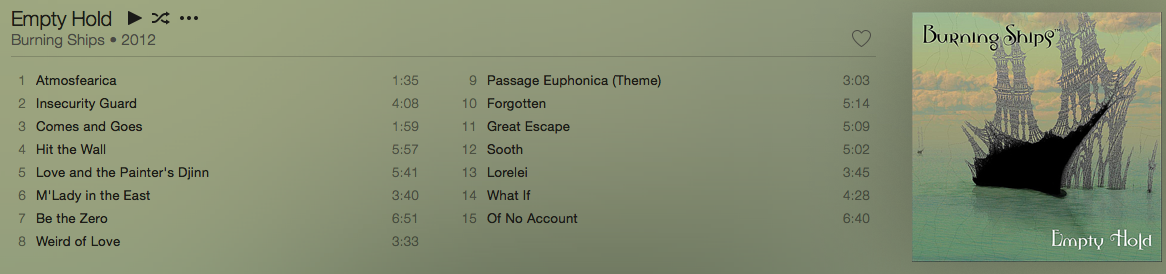 Empty Hold
Burning Ships • 2012
1 Atmosfearica 1:35
2 Insecurity Guard 4:08
3 Comes and Goes 1:59
4 Hit the Wall 5:57
5 Love and the Painter's Djinn 5:41
6 M'Lady in the East 3:40
7 Be the Zero 6:51
8 Weird of Love 3:33
9 Passage Euphonica (Theme) 3:03
10 Forgotten 5:14
11 Great Escape 5:09
12 Sooth 5:02
13 Lorelei 3:45
14 What If 4:28
15 Of No Account 6:40
Burning Ships™
Empty Hold